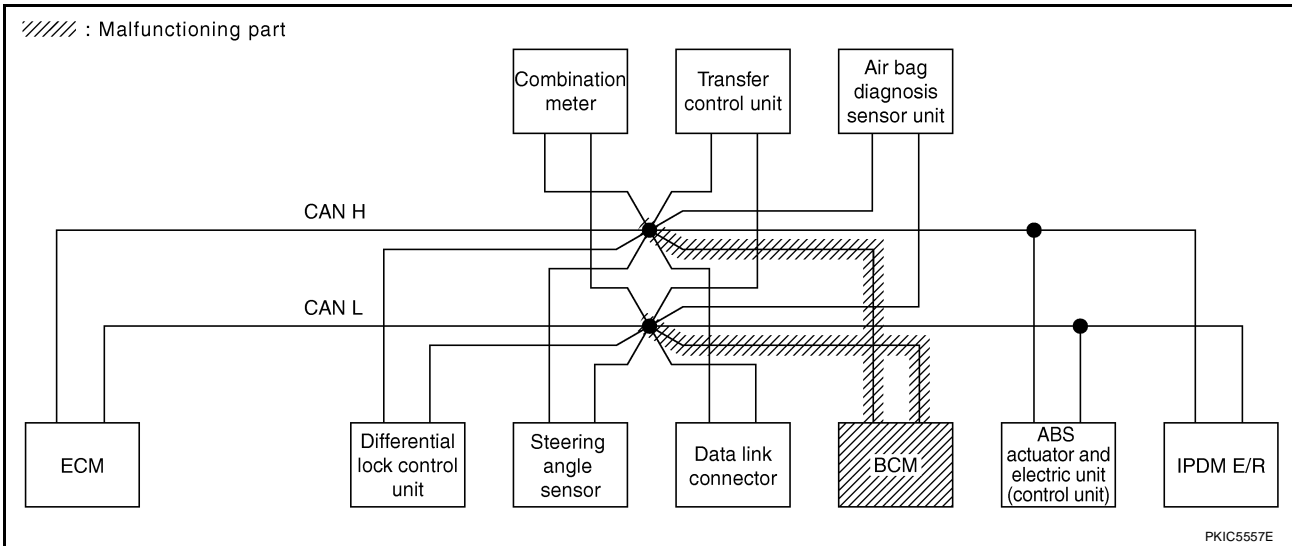 : Malfunctioning part
Combination
meter
Transfer
control unit
Air bag
diagnosis
sensor unit
CAN H
CAN L
ECM
Differential
lock control
unit
Steering
angle
sensor
Data link
connector
BCM
ABS
actuator and
electric unit
(control unit)
IPDM E/R
PKIC5557E